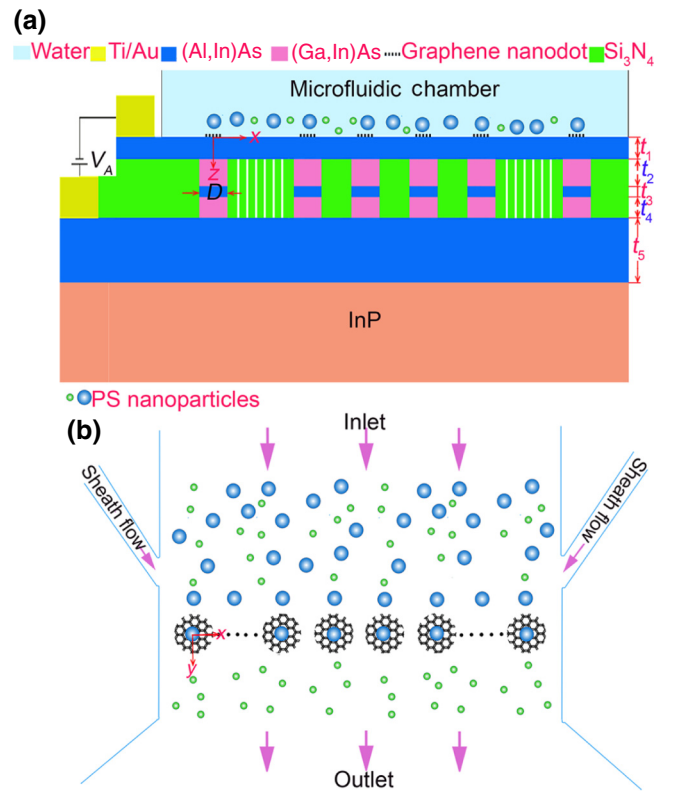 (a)
Water Ti/Au (Al,In)As (Ga,In)As Graphene nanodot Si₃N₄
Microfluidic chamber
x
V_A
z
D
t₁
t₂
t₃
t₄
t₅
InP
PS nanoparticles
(b)
Inlet
Sheath flow
Sheath flow
x
y
Outlet